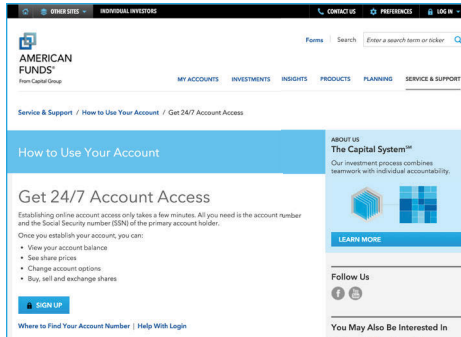 OTHER SITES INDIVIDUAL INVESTORS CONTACT US PREFERENCES LOG IN
Forms Search Enter a search term or ticker
AMERICAN
FUNDS®
From Capital Group
MY ACCOUNTS INVESTMENTS INSIGHTS PRODUCTS PLANNING SERVICE & SUPPORT
Service & Support / How to Use Your Account / Get 24/7 Account Access
How to Use Your Account
Get 24/7 Account Access
Establishing online account access only takes a few minutes. All you need is the account number
and the Social Security number (SSN) of the primary account holder.
Once you establish your account, you can:
• View your account balance
• See share prices
• Change account options
• Buy, sell and exchange shares
SIGN UP
Where to Find Your Account Number | Help With Login
ABOUT US
The Capital System℠
Our investment process combines
teamwork with individual accountability.
LEARN MORE
Follow Us
You May Also Be Interested In